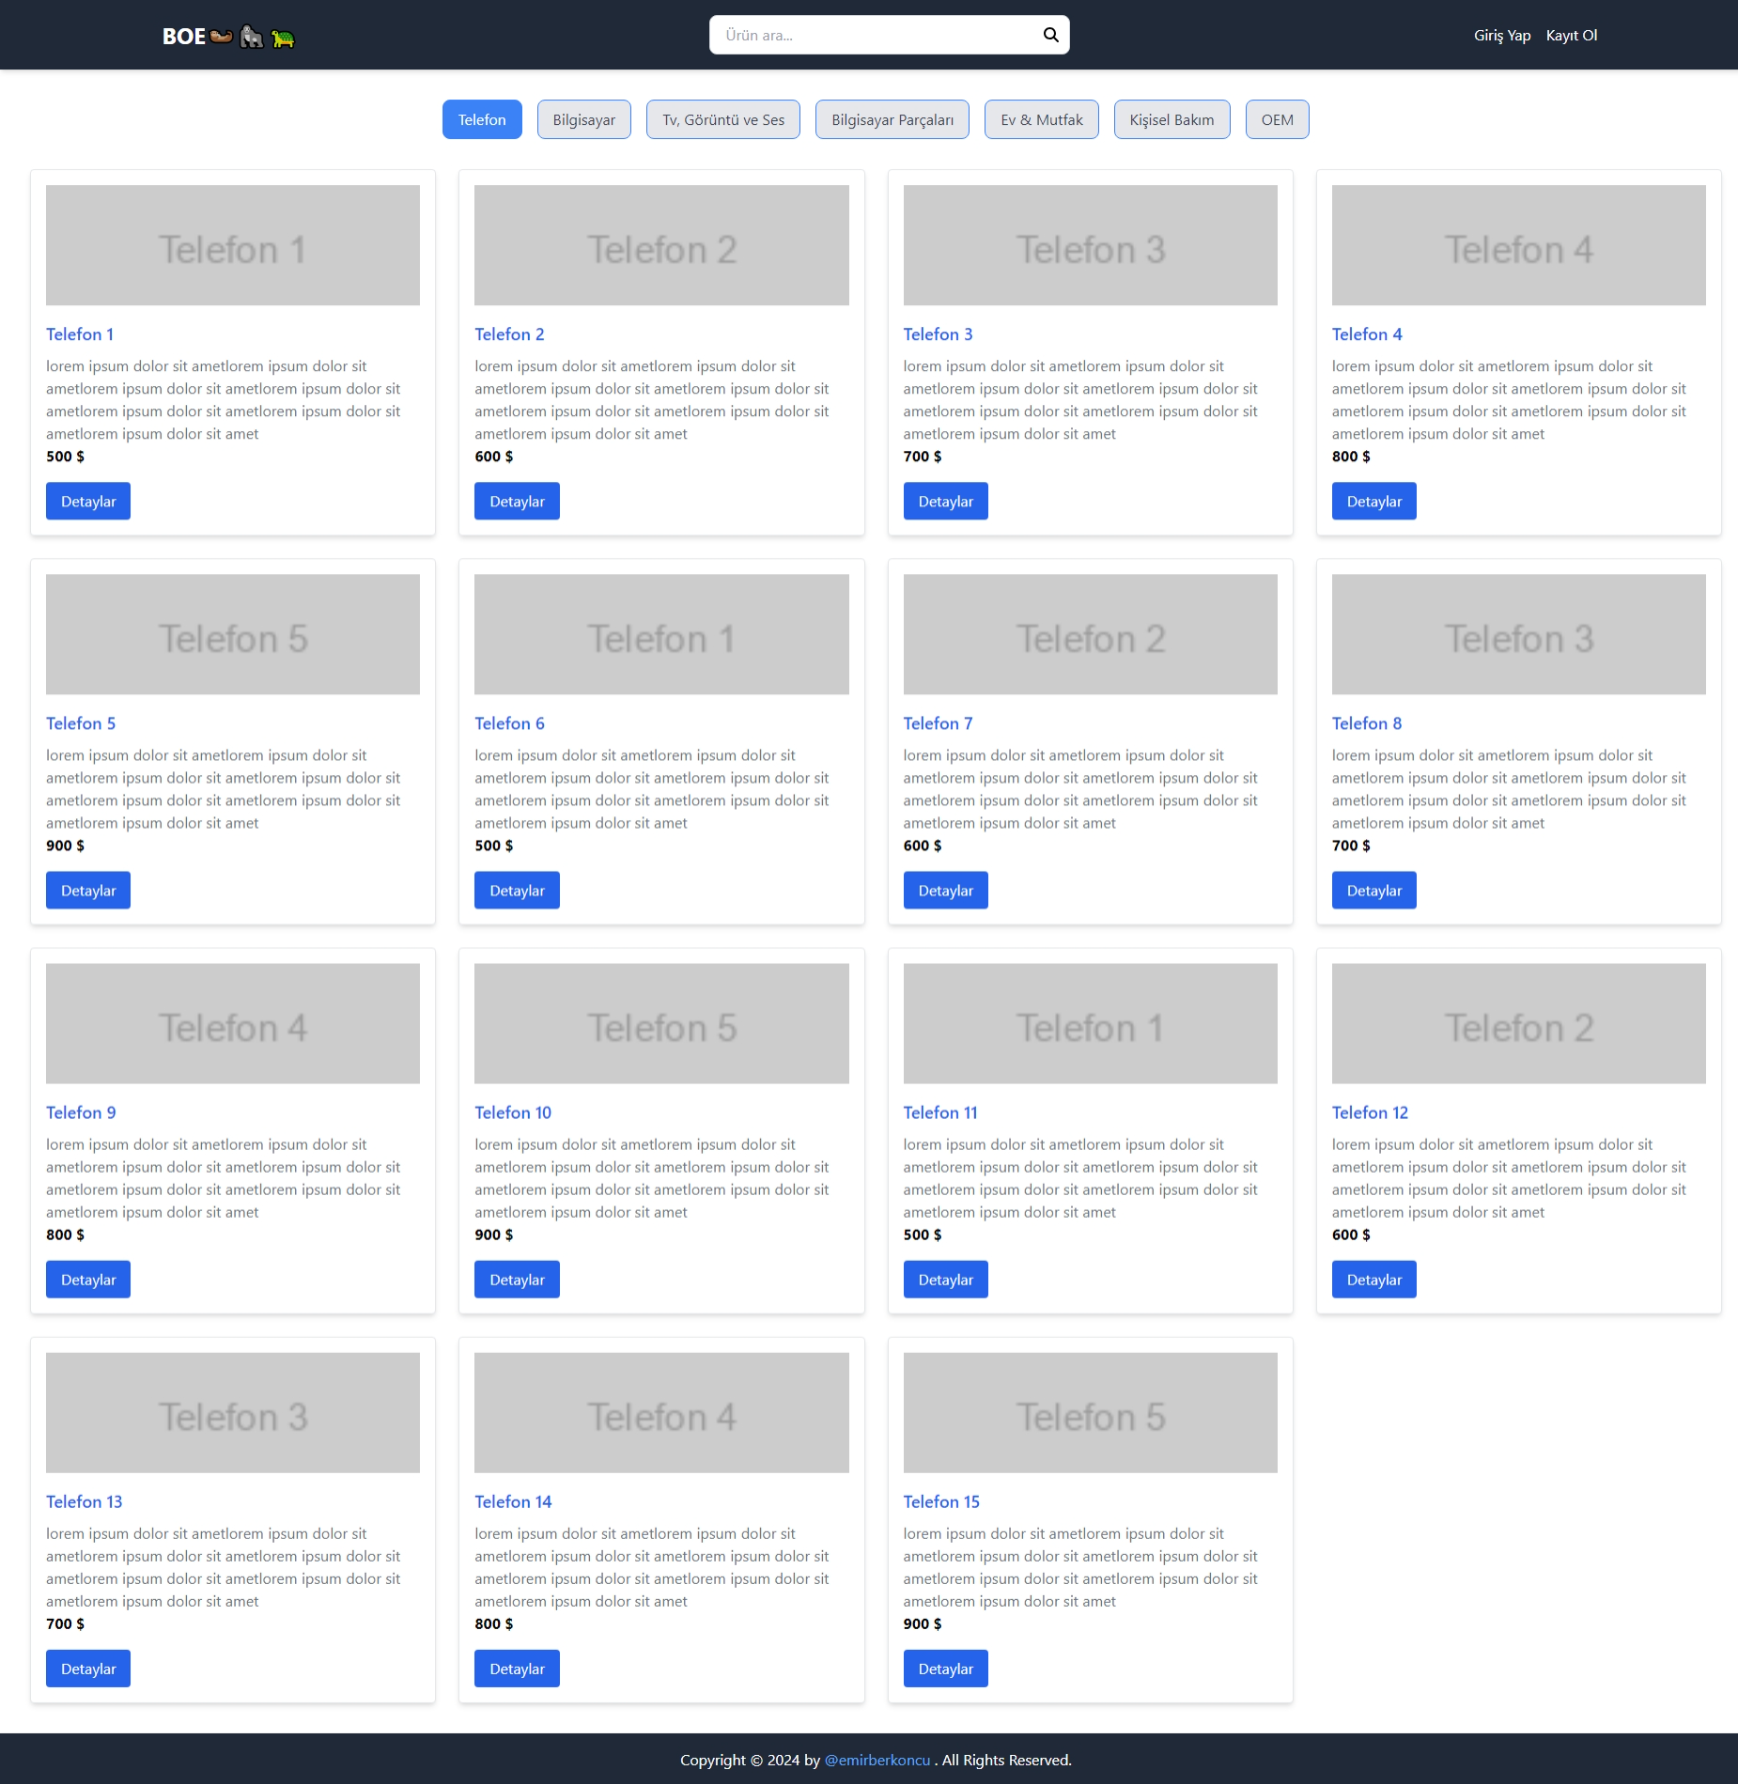 BOE
Ürün ara...
Giriş Yap Kayıt Ol
Telefon Bilgisayar Tv, Görüntü ve Ses Bilgisayar Parçaları Ev & Mutfak Kişisel Bakım OEM
Telefon 1
Telefon 1
lorem ipsum dolor sit ametlorem ipsum dolor sit
ametlorem ipsum dolor sit ametlorem ipsum dolor sit
ametlorem ipsum dolor sit ametlorem ipsum dolor sit
ametlorem ipsum dolor sit amet
500 $
Detaylar
Telefon 2
Telefon 2
lorem ipsum dolor sit ametlorem ipsum dolor sit
ametlorem ipsum dolor sit ametlorem ipsum dolor sit
ametlorem ipsum dolor sit ametlorem ipsum dolor sit
ametlorem ipsum dolor sit amet
600 $
Detaylar
Telefon 3
Telefon 3
lorem ipsum dolor sit ametlorem ipsum dolor sit
ametlorem ipsum dolor sit ametlorem ipsum dolor sit
ametlorem ipsum dolor sit ametlorem ipsum dolor sit
ametlorem ipsum dolor sit amet
700 $
Detaylar
Telefon 4
Telefon 4
lorem ipsum dolor sit ametlorem ipsum dolor sit
ametlorem ipsum dolor sit ametlorem ipsum dolor sit
ametlorem ipsum dolor sit ametlorem ipsum dolor sit
ametlorem ipsum dolor sit amet
800 $
Detaylar
Telefon 5
Telefon 5
lorem ipsum dolor sit ametlorem ipsum dolor sit
ametlorem ipsum dolor sit ametlorem ipsum dolor sit
ametlorem ipsum dolor sit ametlorem ipsum dolor sit
ametlorem ipsum dolor sit amet
900 $
Detaylar
Telefon 1
Telefon 6
lorem ipsum dolor sit ametlorem ipsum dolor sit
ametlorem ipsum dolor sit ametlorem ipsum dolor sit
ametlorem ipsum dolor sit ametlorem ipsum dolor sit
ametlorem ipsum dolor sit amet
500 $
Detaylar
Telefon 2
Telefon 7
lorem ipsum dolor sit ametlorem ipsum dolor sit
ametlorem ipsum dolor sit ametlorem ipsum dolor sit
ametlorem ipsum dolor sit ametlorem ipsum dolor sit
ametlorem ipsum dolor sit amet
600 $
Detaylar
Telefon 3
Telefon 8
lorem ipsum dolor sit ametlorem ipsum dolor sit
ametlorem ipsum dolor sit ametlorem ipsum dolor sit
ametlorem ipsum dolor sit ametlorem ipsum dolor sit
ametlorem ipsum dolor sit amet
700 $
Detaylar
Telefon 4
Telefon 9
lorem ipsum dolor sit ametlorem ipsum dolor sit
ametlorem ipsum dolor sit ametlorem ipsum dolor sit
ametlorem ipsum dolor sit ametlorem ipsum dolor sit
ametlorem ipsum dolor sit amet
800 $
Detaylar
Telefon 5
Telefon 10
lorem ipsum dolor sit ametlorem ipsum dolor sit
ametlorem ipsum dolor sit ametlorem ipsum dolor sit
ametlorem ipsum dolor sit ametlorem ipsum dolor sit
ametlorem ipsum dolor sit amet
900 $
Detaylar
Telefon 1
Telefon 11
lorem ipsum dolor sit ametlorem ipsum dolor sit
ametlorem ipsum dolor sit ametlorem ipsum dolor sit
ametlorem ipsum dolor sit ametlorem ipsum dolor sit
ametlorem ipsum dolor sit amet
500 $
Detaylar
Telefon 2
Telefon 12
lorem ipsum dolor sit ametlorem ipsum dolor sit
ametlorem ipsum dolor sit ametlorem ipsum dolor sit
ametlorem ipsum dolor sit ametlorem ipsum dolor sit
ametlorem ipsum dolor sit amet
600 $
Detaylar
Telefon 3
Telefon 13
lorem ipsum dolor sit ametlorem ipsum dolor sit
ametlorem ipsum dolor sit ametlorem ipsum dolor sit
ametlorem ipsum dolor sit ametlorem ipsum dolor sit
ametlorem ipsum dolor sit amet
700 $
Detaylar
Telefon 4
Telefon 14
lorem ipsum dolor sit ametlorem ipsum dolor sit
ametlorem ipsum dolor sit ametlorem ipsum dolor sit
ametlorem ipsum dolor sit ametlorem ipsum dolor sit
ametlorem ipsum dolor sit amet
800 $
Detaylar
Telefon 5
Telefon 15
lorem ipsum dolor sit ametlorem ipsum dolor sit
ametlorem ipsum dolor sit ametlorem ipsum dolor sit
ametlorem ipsum dolor sit ametlorem ipsum dolor sit
ametlorem ipsum dolor sit amet
900 $
Detaylar
Copyright © 2024 by @emirberkoncu . All Rights Reserved.